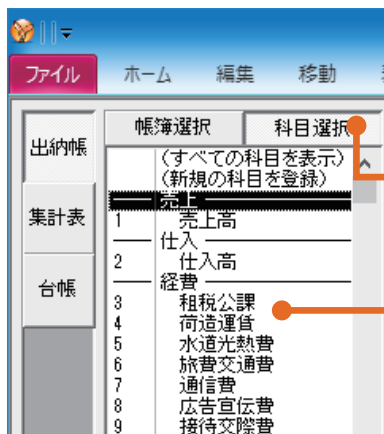 ファイル ホーム 編集 移動
出納帳
集計表
台帳
帳簿選択 科目選択
(すべての科目を表示)
(新規の科目を登録)
売上
1 売上高
仕入
2 仕入高
経費
3 租税公課
4 荷造運賃
5 水道光熱費
6 旅費交通費
7 通信費
8 広告宣伝費
9 接待交際費